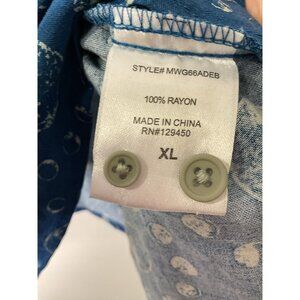 STYLE# MWG66ADEB
100% RAYON
MADE IN CHINA
RN#129450
XL